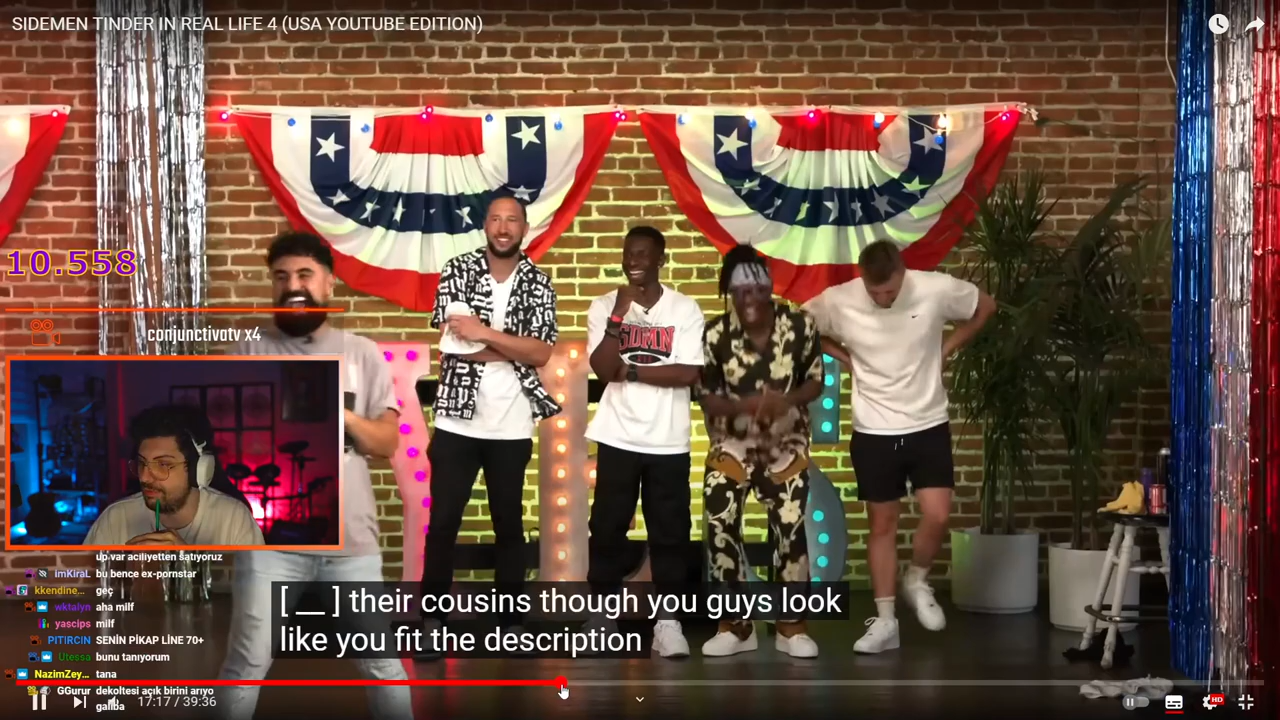 SIDEMEN TINDER IN REAL LIFE 4 (USA YOUTUBE EDITION)
10.558
conjunctivatv x4
SDMN
up var aciliyetten satıyoruz
imKiraL bu bence ex-pornstar
kkendine... geç
wktalyn aha milf
yascips milf
PITIRCIN SENİN PİKAP LİNE 70+
Utessa bunu tanıyorum
NazimZey... tana
GGurur dekoltesi açık birini arıyo
galiba
[ __ ] their cousins though you guys look
like you fit the description
17:17 / 39:36
HD